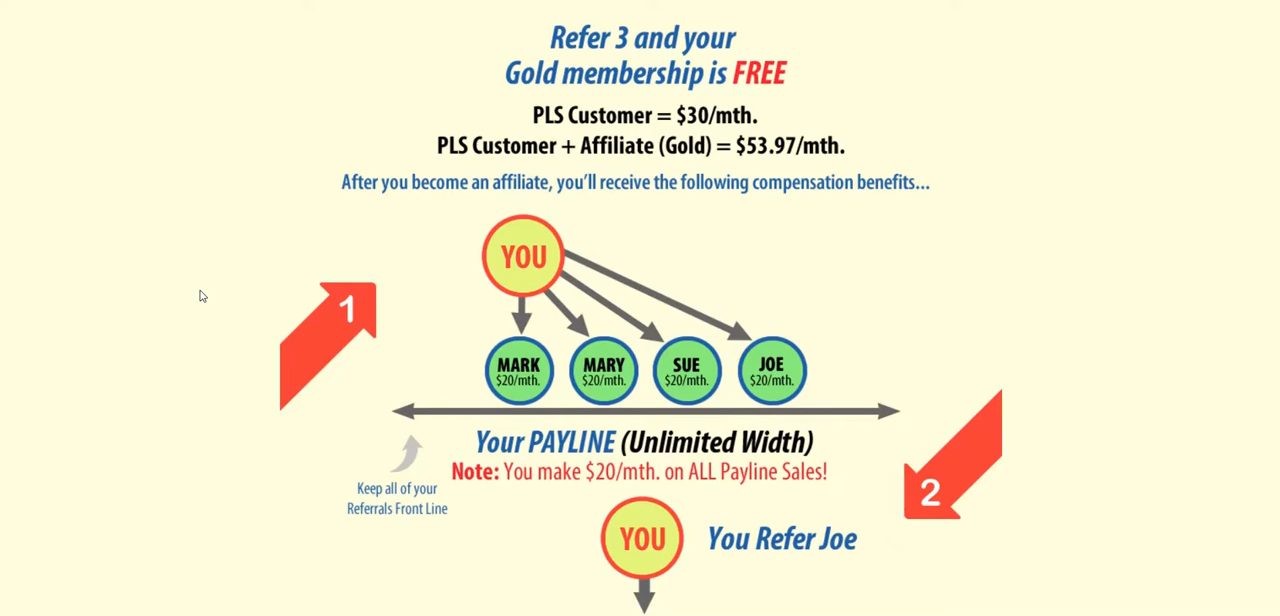 Refer 3 and your
Gold membership is FREE
PLS Customer = $30/mth.
PLS Customer + Affiliate (Gold) = $53.97/mth.
After you become an affiliate, you'll receive the following compensation benefits...
YOU
1
MARK
$20/mth.
MARY
$20/mth.
SUE
$20/mth.
JOE
$20/mth.
Your PAYLINE (Unlimited Width)
Note: You make $20/mth. on ALL Payline Sales!
Keep all of your
Referrals Front Line
2
YOU
You Refer Joe